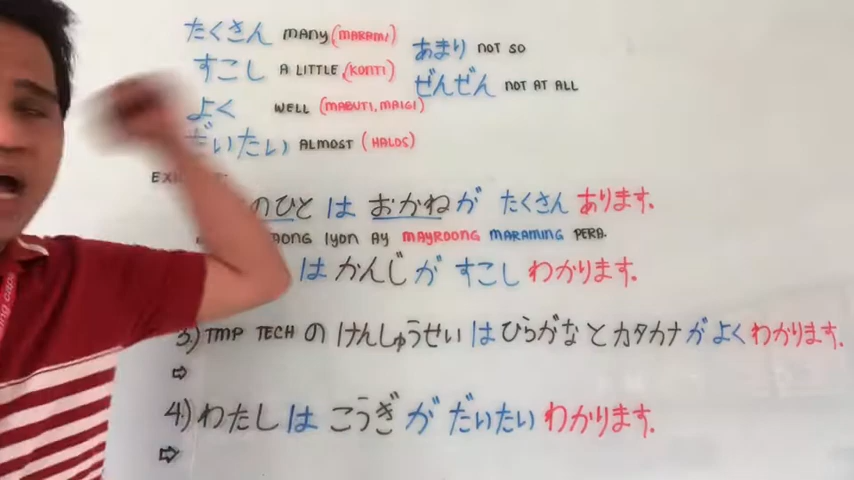 たくさん MANY (MARAMI)
あまり NOT SO
すこし A LITTLE (KONTI)
ぜんぜん NOT AT ALL
よく WELL (MABUTI, MAIGI)
だいたい ALMOST (HALOS)
のひと は おかねが たくさん あります.
IYON AY MAYROONG MARAMING PERA.
は かんじが すこし わかります.
3.) TMP TECH の けんしゅうせい は ひらがな と カタカナ が よく わかります.
⇨
4.) わたし は こうぎ が だいたい わかります.
⇨